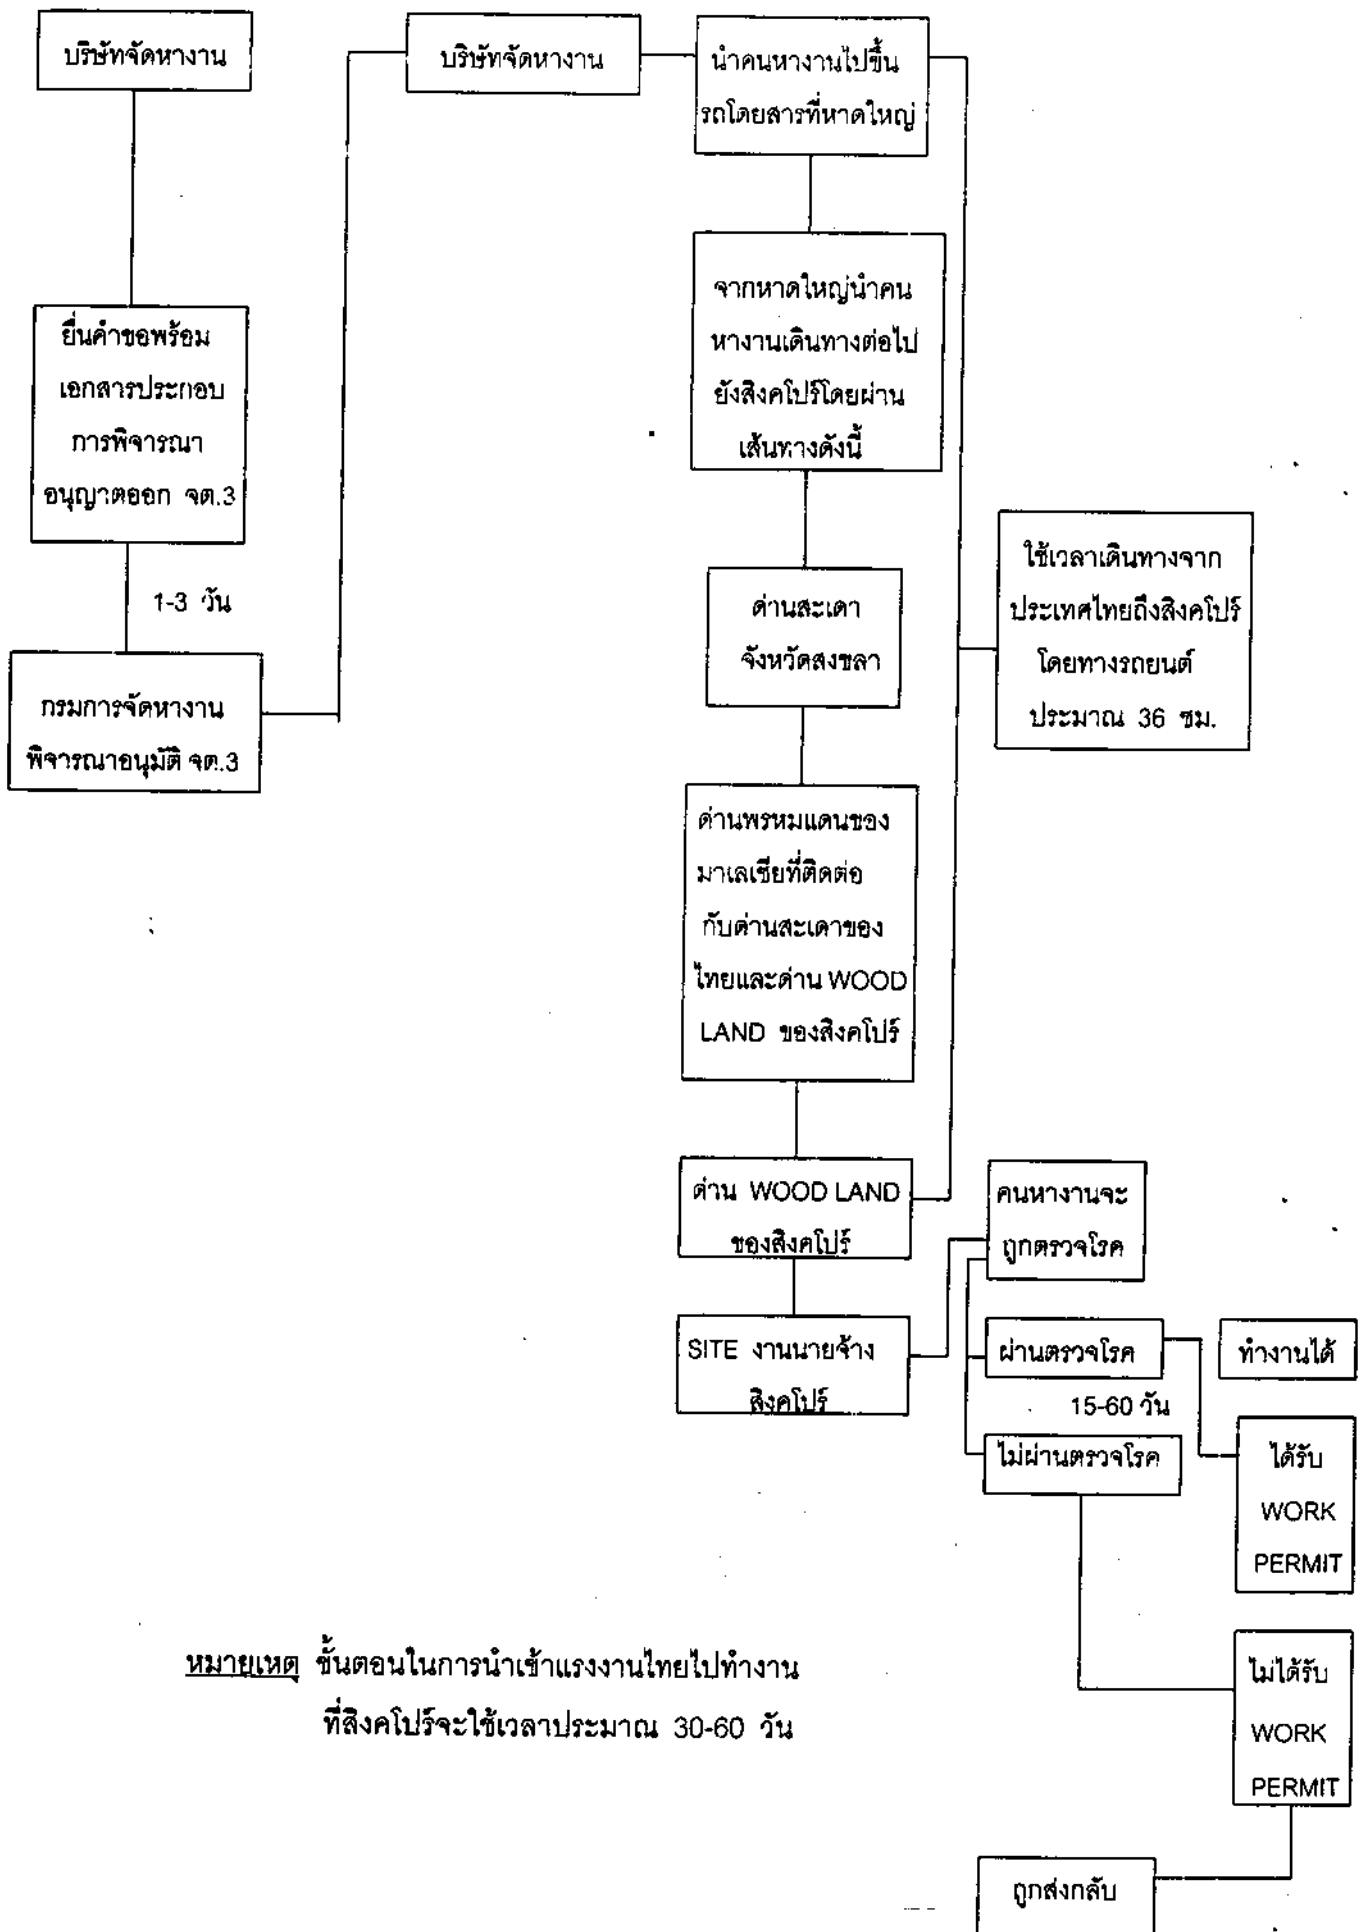 บริษัทจัดหางาน
ยื่นคำขอพร้อม
เอกสารประกอบ
การพิจารณา
อนุญาตออก จต.3
1-3 วัน
กรมการจัดหางาน
พิจารณาอนุมัติ จต.3
บริษัทจัดหางาน
นำคนหางานไปขึ้น
รถโดยสารที่หาดใหญ่
จากหาดใหญ่นำคน
หางานเดินทางต่อไป
ยังสิงคโปร์โดยผ่าน
เส้นทางดังนี้
ด่านสะเดา
จังหวัดสงขลา
ด่านพรหมแดนของ
มาเลเซียที่ติดต่อ
กับด่านสะเดาของ
ไทยและด่าน WOOD
LAND ของสิงคโปร์
ด่าน WOOD LAND
ของสิงคโปร์
ใช้เวลาเดินทางจาก
ประเทศไทยถึงสิงคโปร์
โดยทางรถยนต์
ประมาณ 36 ชม.
SITE งานนายจ้าง
สิงคโปร์
คนหางานจะ
ถูกตรวจโรค
ผ่านตรวจโรค
ทำงานได้
15-60 วัน
ไม่ผ่านตรวจโรค
ได้รับ
WORK
PERMIT
ไม่ได้รับ
WORK
PERMIT
ถูกส่งกลับ
หมายเหตุ ขั้นตอนในการนำเข้าแรงงานไทยไปทำงาน
ที่สิงคโปร์จะใช้เวลาประมาณ 30-60 วัน